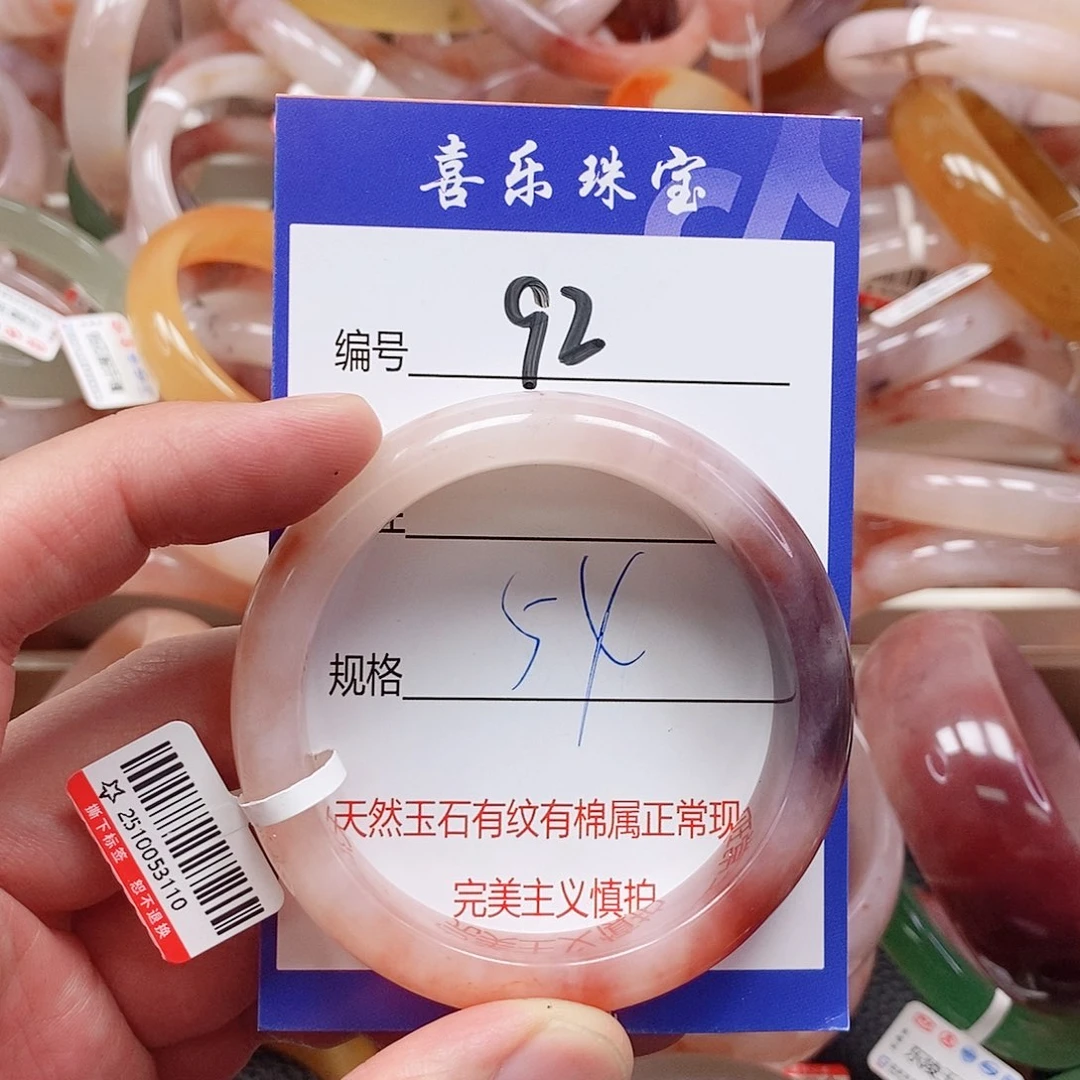 喜乐珠宝
编号 92
规格 54
天然玉石有纹有棉属正常现
完美主义慎拍
☆ 2510053110
撕下标签 恕不退换